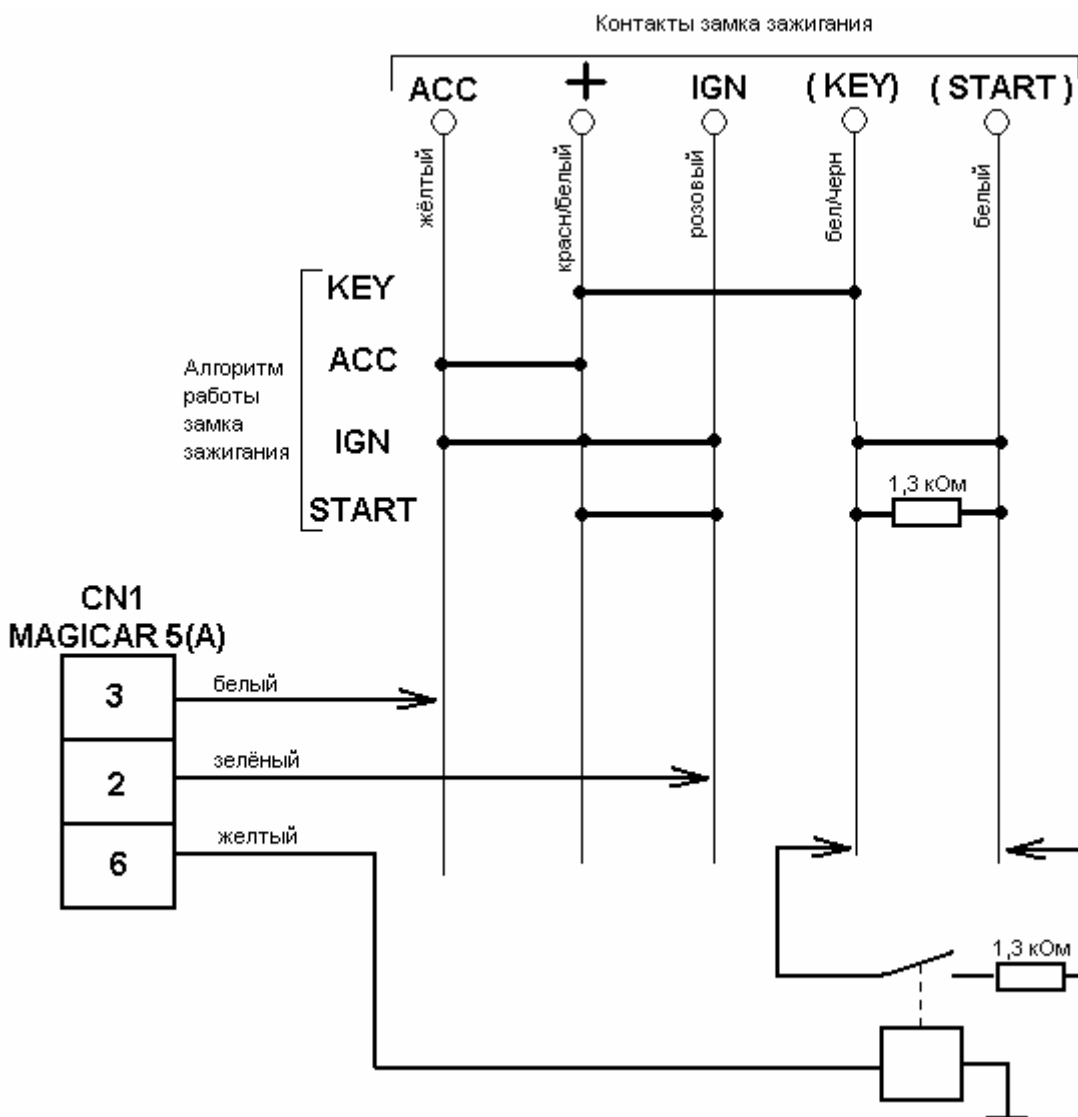 Контакты замка зажигания
ACC + IGN ( KEY) ( START )
жёлтый
красн/белый
розовый
бел/черн
белый
KEY
ACC
IGN
START
Алгоритм
работы
замка
зажигания
1,3 кОм
CN1
MAGICAR 5(A)
3 белый
2 зелёный
6 желтый
1,3 кОм